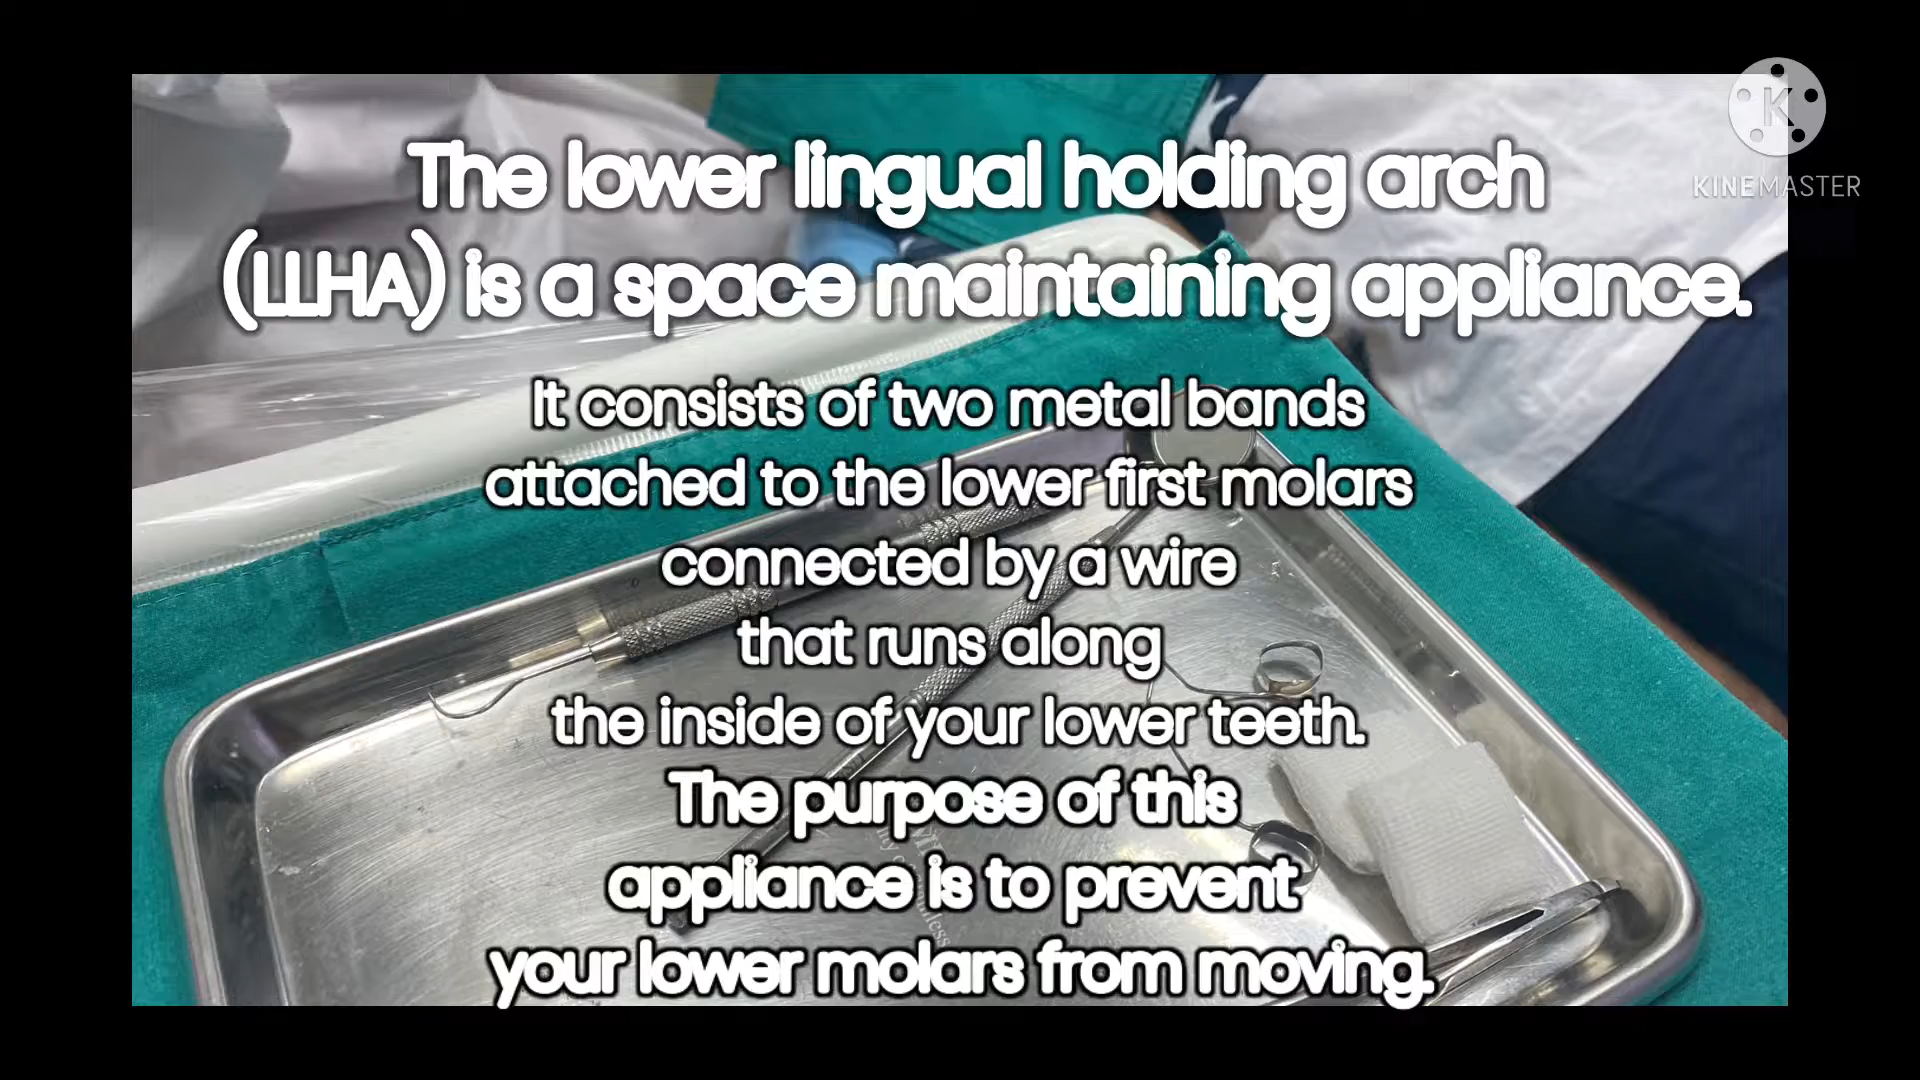 The lower lingual holding arch
(LLHA) is a space maintaining appliance.
It consists of two metal bands
attached to the lower first molars
connected by a wire
that runs along
the inside of your lower teeth.
The purpose of this
appliance is to prevent
your lower molars from moving.
K
KINEMASTER